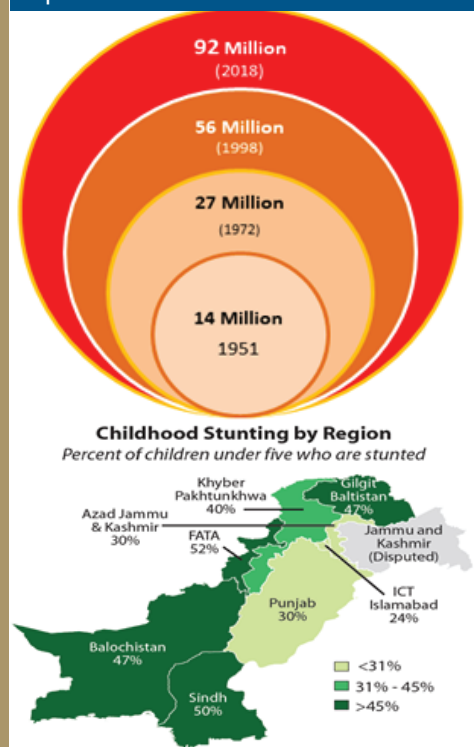 92 Million
(2018)
56 Million
(1998)
27 Million
(1972)
14 Million
1951
Childhood Stunting by Region
Percent of children under five who are stunted
Khyber
Pakhtunkhwa
40%
Gilgit
Baltistan
47%
Azad Jammu
& Kashmir
30%
FATA
52%
Jammu and
Kashmir
(Disputed)
ICT
Islamabad
24%
Punjab
30%
Balochistan
47%
Sindh
50%
<31%
31% - 45%
>45%